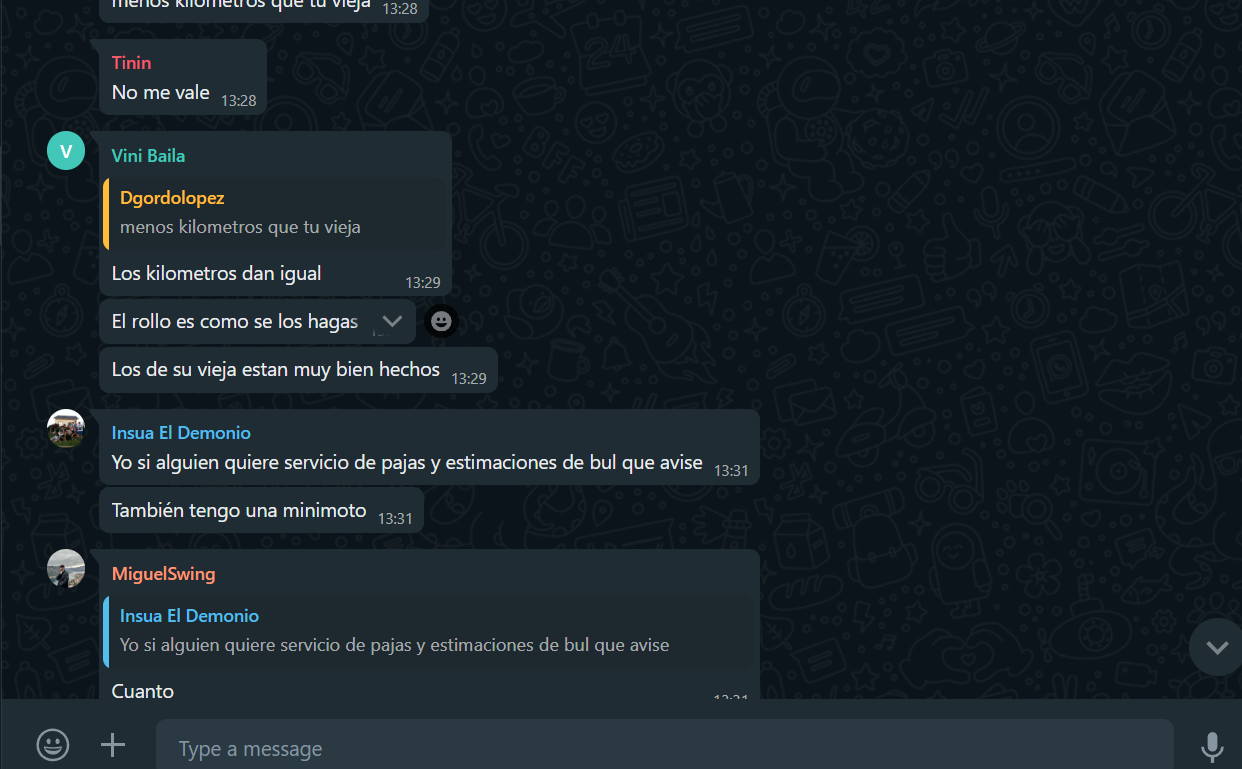 menos kilometros que tu vieja 13:28
Tinin
No me vale 13:28
V
Vini Baila
Dgordolopez
menos kilometros que tu vieja
Los kilometros dan igual 13:29
El rollo es como se los hagas
Los de su vieja estan muy bien hechos 13:29
Insua El Demonio
Yo si alguien quiere servicio de pajas y estimaciones de bul que avise 13:31
También tengo una minimoto 13:31
MiguelSwing
Insua El Demonio
Yo si alguien quiere servicio de pajas y estimaciones de bul que avise
Cuanto 13:31
Type a message